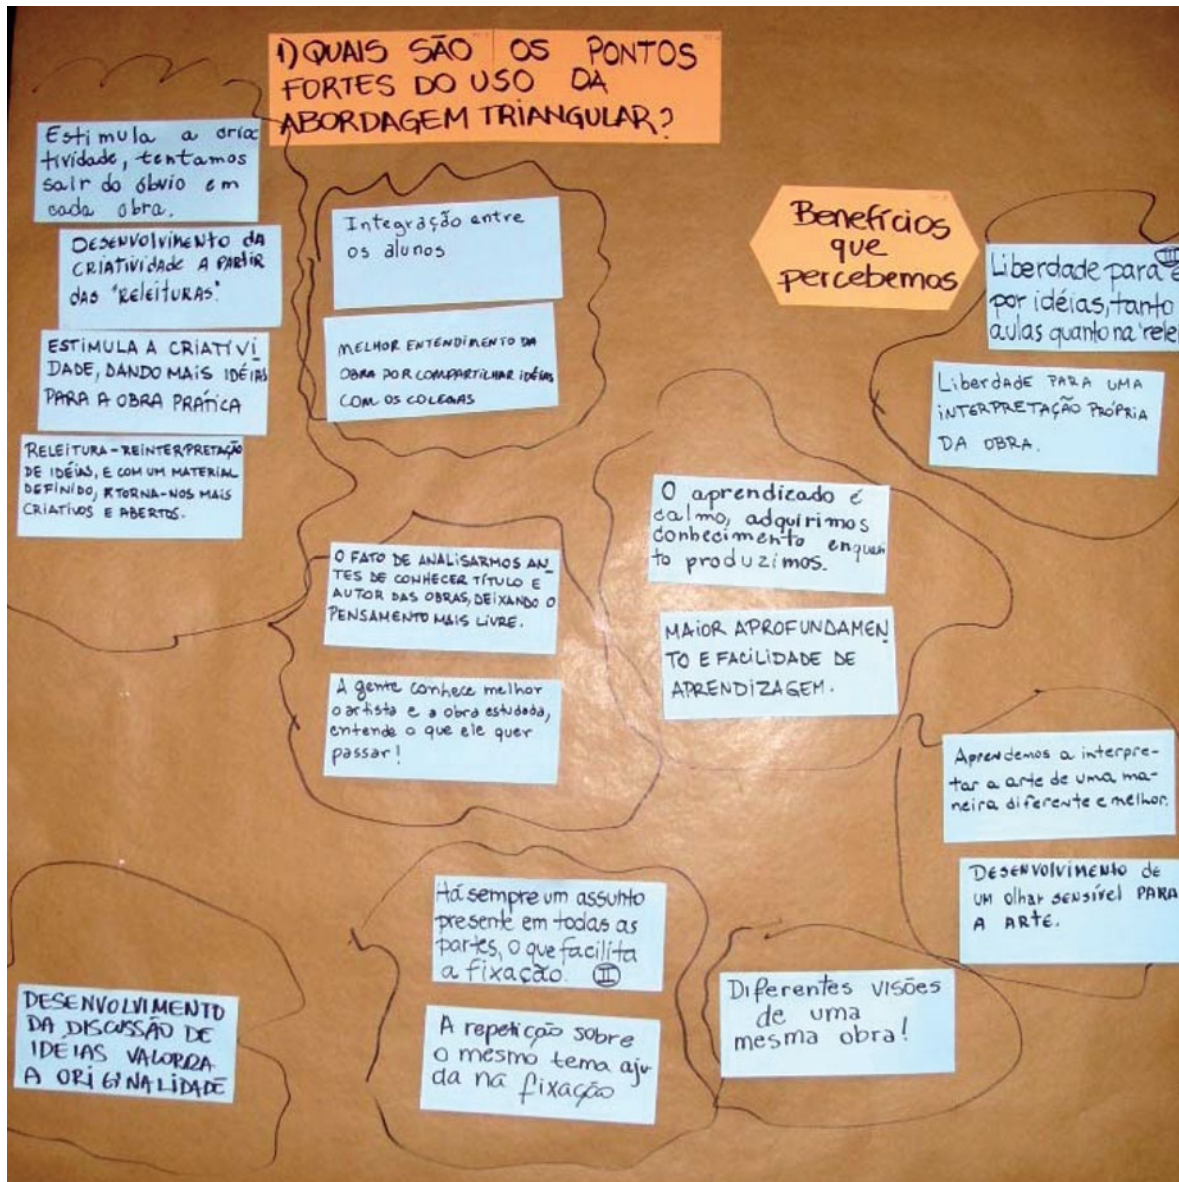 1) QUAIS SÃO OS PONTOS
FORTES DO USO DA
ABORDAGEM TRIANGULAR?
Estimula a cria
tividade, tentamos
sair do óbvio em
cada obra.
DESENVOLVIMENTO DA
CRIATIVIDADE A PARTIR
DAS "RELEITURAS".
ESTIMULA A CRIATIVI
DADE, DANDO MAIS IDÉIAS
PARA A OBRA PRÁTICA
RELEITURA-REINTERPRETAÇÃO
DE IDÉIAS, E COM UM MATERIAL
DEFINIDO, TORNA-NOS MAIS
CRIATIVOS E ABERTOS.
Integração entre
os alunos
MELHOR ENTENDIMENTO DA
OBRA POR COMPARTILHAR IDÉIAS
COM OS COLEGAS
Benefícios
que
percebemos
III
Liberdade para e
por idéias, tanto
aulas quanto na 'relei
Liberdade PARA UMA
INTERPRETAÇÃO PRÓPRIA
DA OBRA.
O FATO DE ANALISARMOS AN
TES DE CONHECER TÍTULO E
AUTOR DAS OBRAS, DEIXANDO O
PENSAMENTO MAIS LIVRE.
A gente conhece melhor
o artista e a obra estudada,
entende o que ele quer
passar!
O aprendizado é
calmo, adquirimos
conhecimento enquan
to produzimos.
MAIOR APROFUNDAMEN
TO E FACILIDADE DE
APRENDIZAGEM.
Aprendemos a interpre-
tar a arte de uma ma-
neira diferente e melhor.
DESENVOLVIMENTO de
UM olhar sensível PARA
A ARTE.
DESENVOLVIMENTO
DA DISCUSSÃO DE
IDÉIAS VALORIZA
A ORIGINALIDADE
Há sempre um assunto
presente em todas as
partes, o que facilita
a fixação. II
A repetição sobre
o mesmo tema aju
da na fixação
Diferentes visões
de uma
mesma obra!